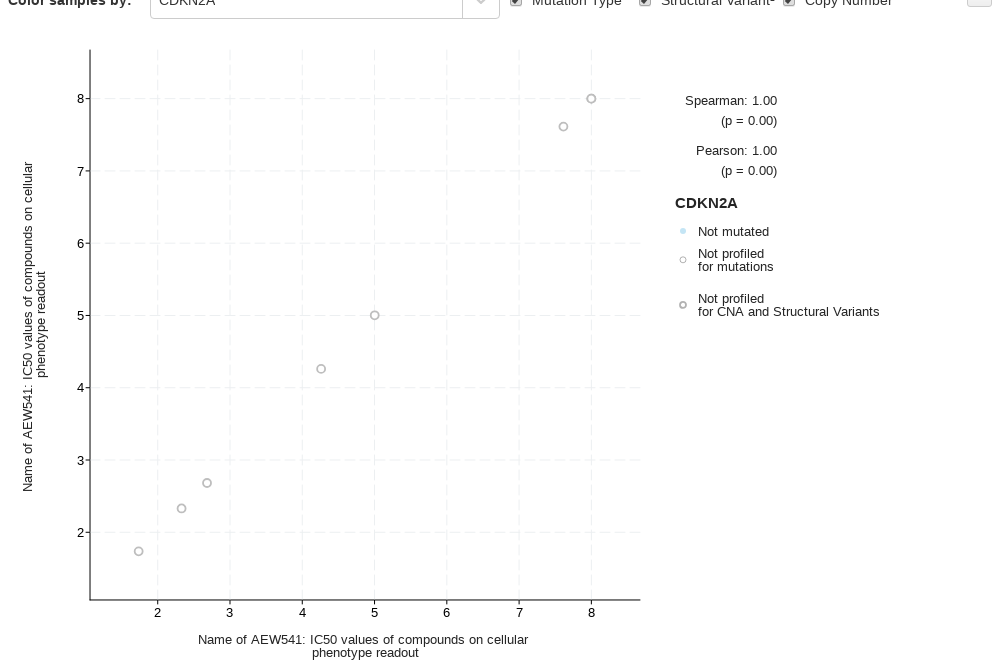 Color samples by: CDKN2A Mutation Type Structural Variant Copy Number
8
7
6
5
4
3
2
2 3 4 5 6 7 8
Name of AEW541: IC50 values of compounds on cellular
phenotype readout
Name of AEW541: IC50 values of compounds on cellular
phenotype readout
Spearman: 1.00
(p = 0.00)
Pearson: 1.00
(p = 0.00)
CDKN2A
Not mutated
Not profiled
for mutations
Not profiled
for CNA and Structural Variants